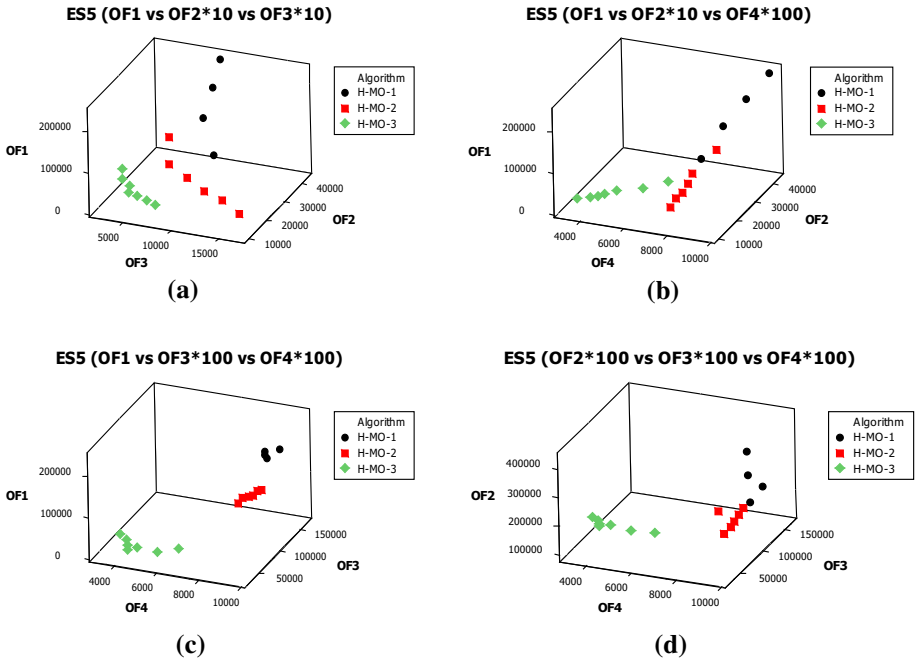 ES5 (OF1 vs OF2*10 vs OF3*10)
Algorithm
H-MO-1
H-MO-2
H-MO-3
200000
100000
0
OF1
40000
30000
20000
10000
OF2
5000
10000
15000
OF3
(a)
ES5 (OF1 vs OF2*10 vs OF4*100)
Algorithm
H-MO-1
H-MO-2
H-MO-3
200000
100000
0
OF1
40000
30000
20000
10000
OF2
4000
6000
8000
10000
OF4
(b)
ES5 (OF1 vs OF3*100 vs OF4*100)
Algorithm
H-MO-1
H-MO-2
H-MO-3
200000
100000
0
OF1
150000
100000
50000
OF3
4000
6000
8000
10000
OF4
(c)
ES5 (OF2*100 vs OF3*100 vs OF4*100)
Algorithm
H-MO-1
H-MO-2
H-MO-3
400000
300000
200000
100000
OF2
150000
100000
50000
OF3
4000
6000
8000
10000
OF4
(d)